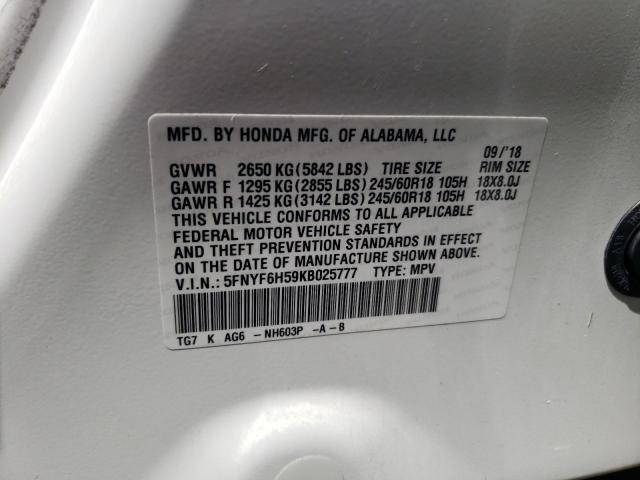 MFD. BY HONDA MFG. OF ALABAMA, LLC
09/'18
GVWR 2650 KG(5842 LBS) TIRE SIZE RIM SIZE
GAWR F 1295 KG(2855 LBS) 245/60R18 105H 18X8.0J
GAWR R 1425 KG(3142 LBS) 245/60R18 105H 18X8.0J
THIS VEHICLE CONFORMS TO ALL APPLICABLE
FEDERAL MOTOR VEHICLE SAFETY
AND THEFT PREVENTION STANDARDS IN EFFECT
ON THE DATE OF MANUFACTURE SHOWN ABOVE.
V.I.N.: 5FNYF6H59KB025777 TYPE: MPV
TG7 K AG6 -NH603P -A-B